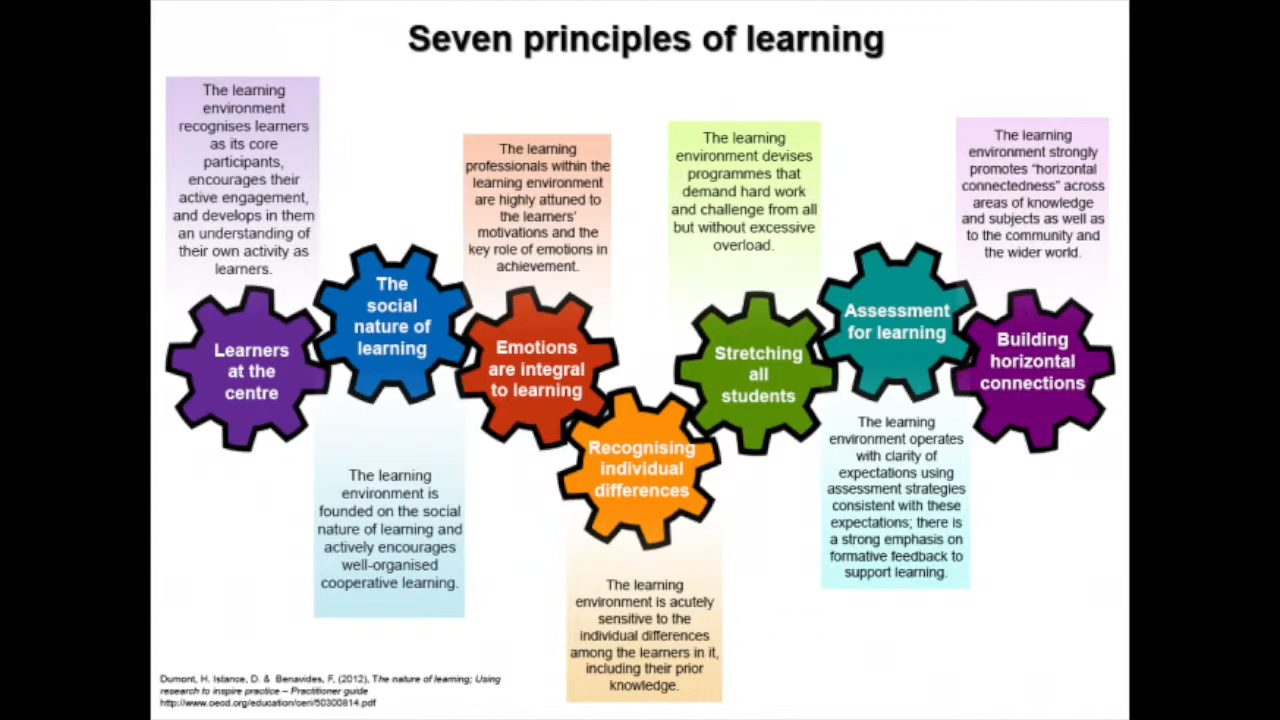 Seven principles of learning
The learning
environment
recognises learners
as its core
participants,
encourages their
active engagement,
and develops in them
an understanding of
their own activity as
learners.
Learners
at the
centre
The
social
nature of
learning
The learning
environment is
founded on the social
nature of learning and
actively encourages
well-organised
cooperative learning.
The learning
professionals within the
learning environment
are highly attuned to
the learners'
motivations and the
key role of emotions in
achievement.
Emotions
are integral
to learning
Recognising
individual
differences
The learning
environment is acutely
sensitive to the
individual differences
among the learners in it,
including their prior
knowledge.
The learning
environment devises
programmes that
demand hard work
and challenge from all
but without excessive
overload.
Stretching
all
students
Assessment
for learning
The learning
environment operates
with clarity of
expectations using
assessment strategies
consistent with these
expectations; there is
a strong emphasis on
formative feedback to
support learning.
The learning
environment strongly
promotes “horizontal
connectedness” across
areas of knowledge
and subjects as well as
to the community and
the wider world.
Building
horizontal
connections
Dumont, H. Istance, D. & Benavides, F. (2012), The nature of learning; Using
research to inspire practice – Practitioner guide
http://www.oecd.org/education/ceri/50300814.pdf